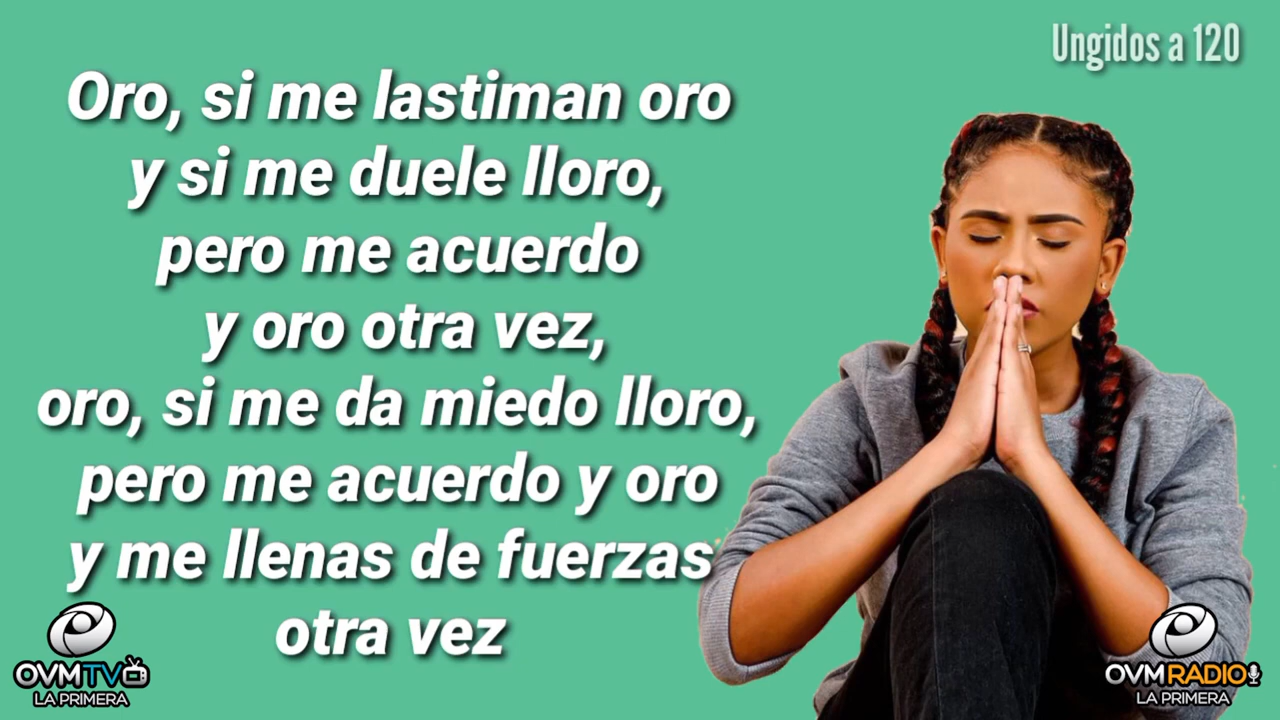 Ungidos a 120
Oro, si me lastiman oro
y si me duele lloro,
pero me acuerdo
y oro otra vez,
oro, si me da miedo lloro,
pero me acuerdo y oro
y me llenas de fuerzas
otra vez
OVMTV
LA PRIMERA
OVMRADIO
LA PRIMERA